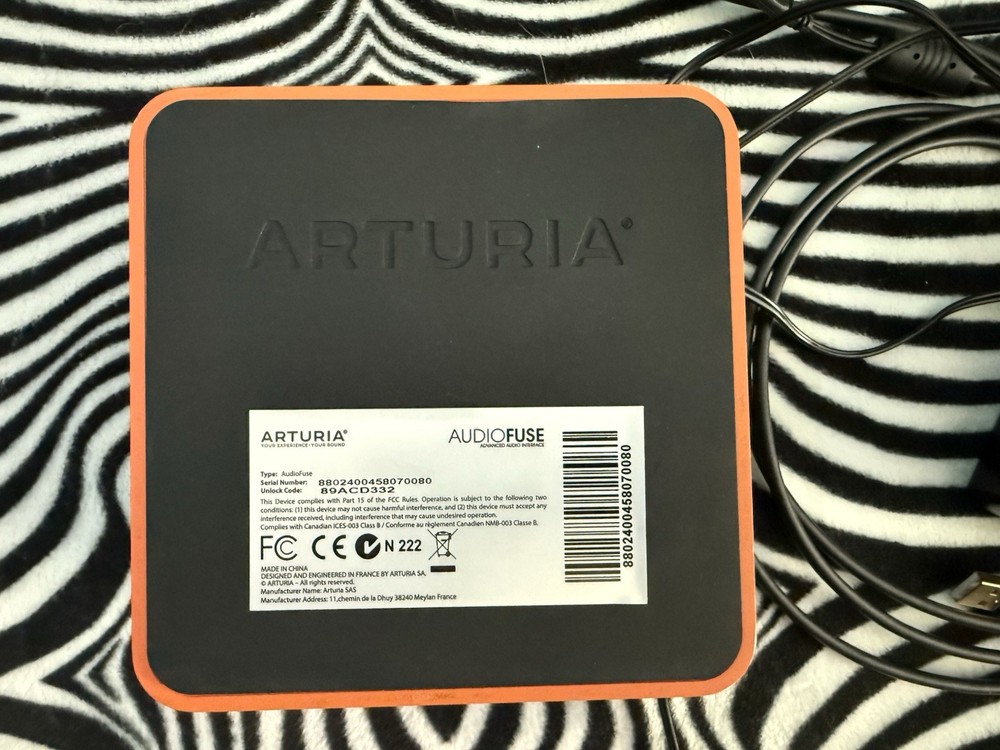 ARTURIA®
ARTURIA®
YOUR EXPERIENCE • YOUR SOUND
AUDIOFUSE
ADVANCED AUDIO INTERFACE
Type: AudioFuse
Serial Number: 8802400458070080
Unlock Code: 89ACD332
This Device complies with Part 15 of the FCC Rules. Operation is subject to the following two
conditions: (1) this device may not cause harmful interference, and (2) this device must accept any
interference received, including interference that may cause undesired operation.
Complies with Canadian ICES-003 Class B / Conforme au règlement Canadien NMB-003 Classe B.
FC CE N 222
MADE IN CHINA
DESIGNED AND ENGINEERED IN FRANCE BY ARTURIA SA.
© ARTURIA – All rights reserved.
Manufacturer Name: Arturia SAS
Manufacturer Address: 11,chemin de la Dhuy 38240 Meylan France
8802400458070080